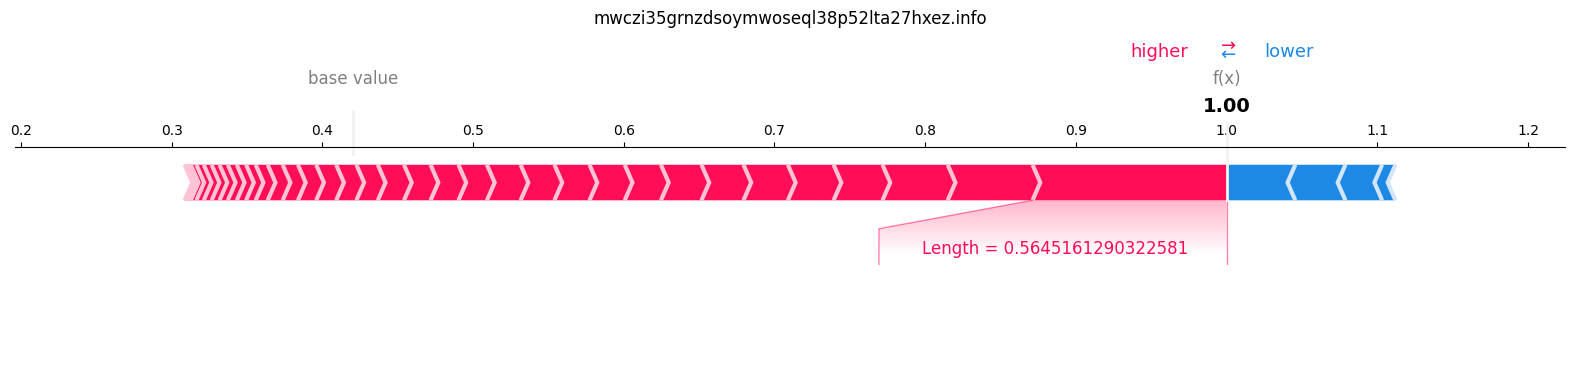 mwczi35grnzdsoymwoseql38p52lta27hxez.info
higher ⇄ lower
base value f(x)
1.00
0.2 0.3 0.4 0.5 0.6 0.7 0.8 0.9 1.0 1.1 1.2
Length = 0.5645161290322581